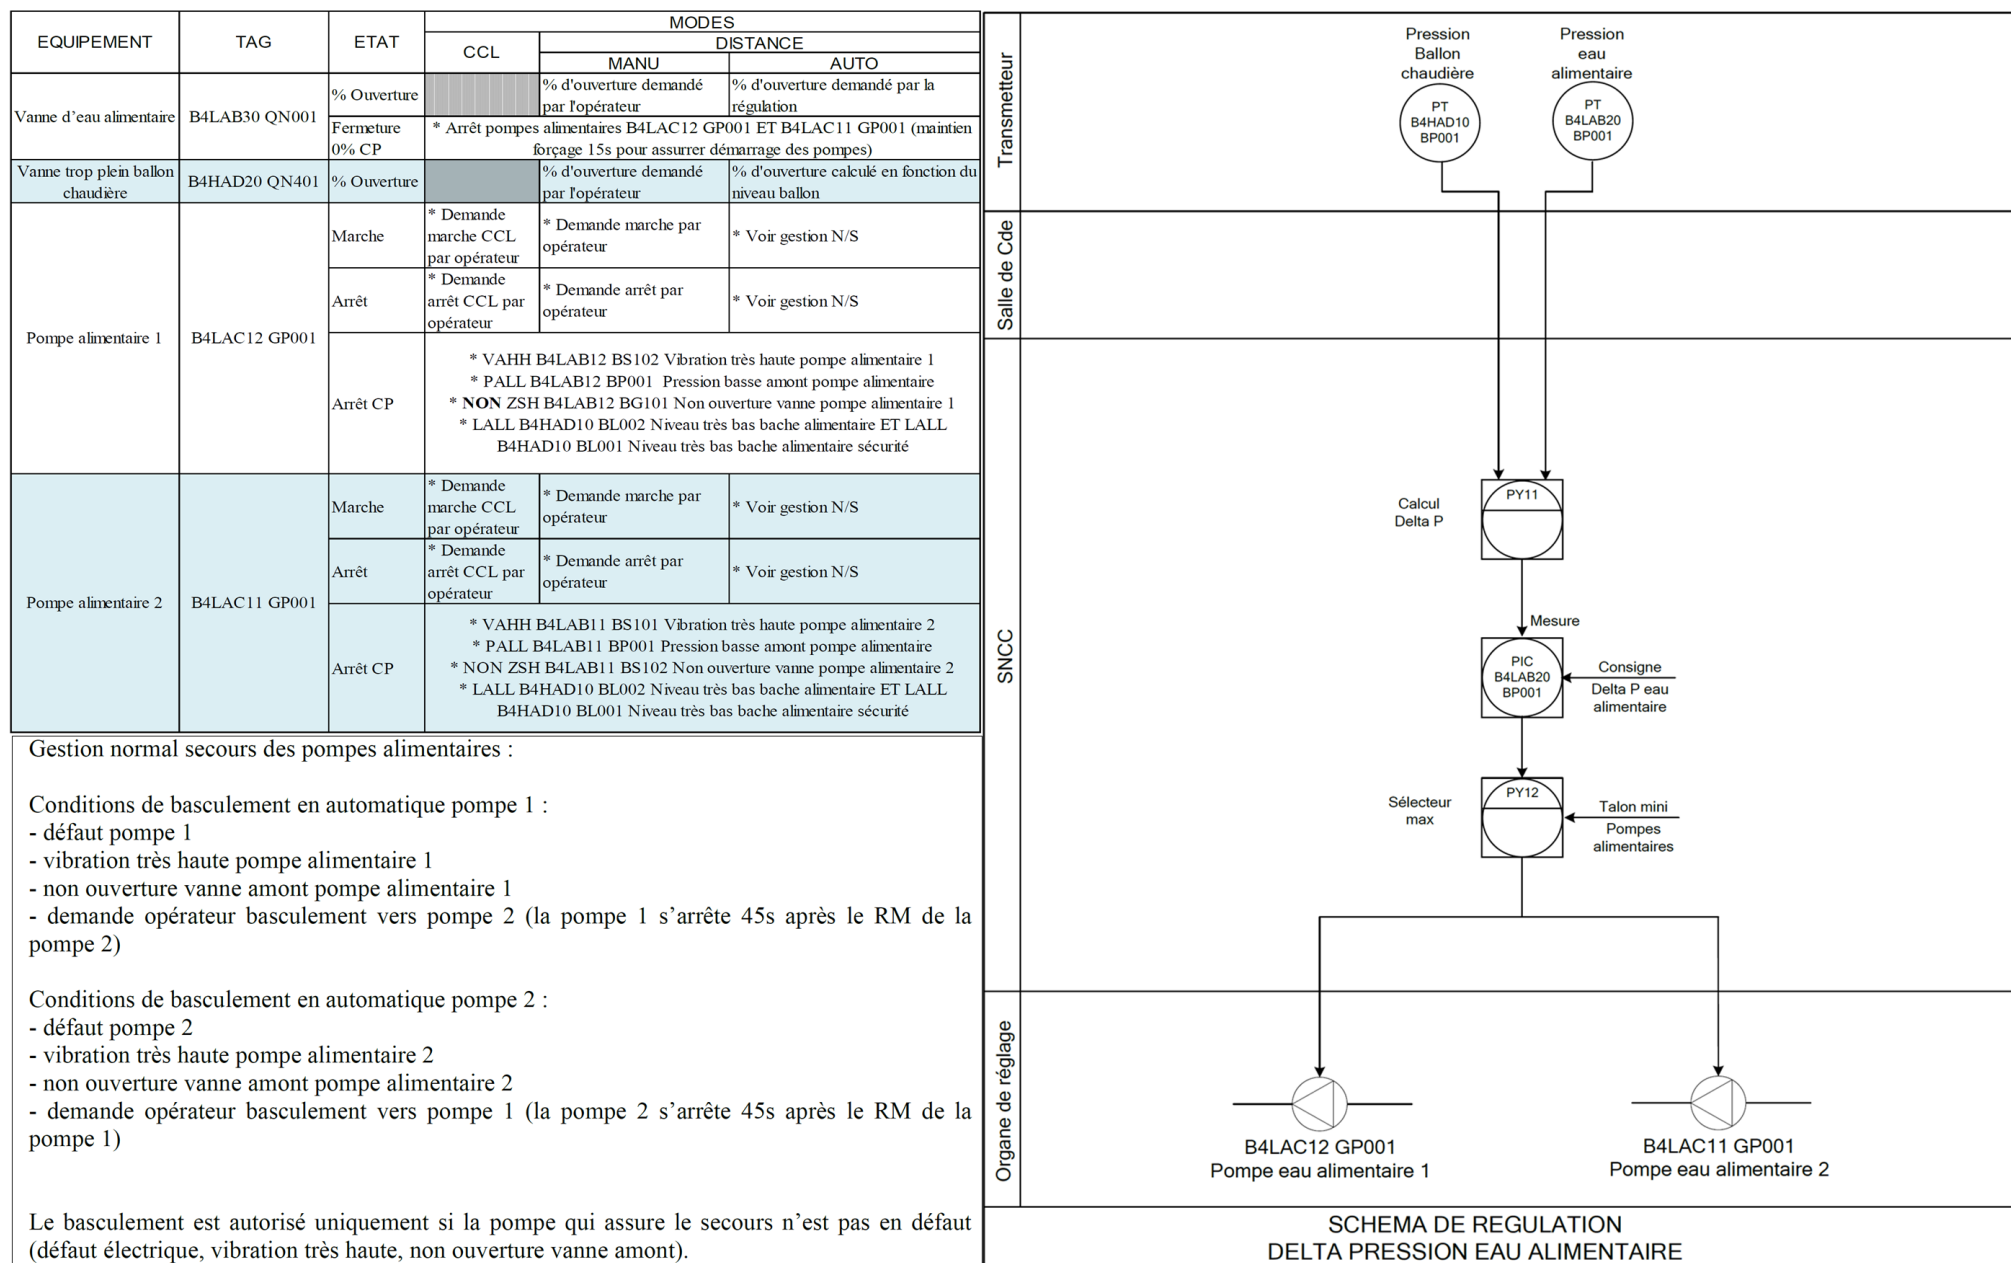 EQUIPEMENT TAG ETAT MODES
CCL DISTANCE
MANU AUTO
Vanne d’eau alimentaire B4LAB30 QN001
% Ouverture
% d'ouverture demandé
par l'opérateur
% d'ouverture demandé par la
régulation
Fermeture
0% CP
* Arrêt pompes alimentaires B4LAC12 GP001 ET B4LAC11 GP001 (maintien
forçage 15s pour assurrer démarrage des pompes)
Vanne trop plein ballon
chaudière
B4HAD20 QN401
% Ouverture
% d'ouverture demandé
par l'opérateur
% d'ouverture calculé en fonction du
niveau ballon
Pompe alimentaire 1
B4LAC12 GP001
Marche
* Demande
marche CCL
par opérateur
* Demande marche par
opérateur
* Voir gestion N/S
Arrêt
* Demande
arrêt CCL par
opérateur
* Demande arrêt par
opérateur
* Voir gestion N/S
Arrêt CP
* VAHH B4LAB12 BS102 Vibration très haute pompe alimentaire 1
* PALL B4LAB12 BP001 Pression basse amont pompe alimentaire
* NON ZSH B4LAB12 BG101 Non ouverture vanne pompe alimentaire 1
* LALL B4HAD10 BL002 Niveau très bas bache alimentaire ET LALL
B4HAD10 BL001 Niveau très bas bache alimentaire sécurité
Pompe alimentaire 2
B4LAC11 GP001
Marche
* Demande
marche CCL
par opérateur
* Demande marche par
opérateur
* Voir gestion N/S
Arrêt
* Demande
arrêt CCL par
opérateur
* Demande arrêt par
opérateur
* Voir gestion N/S
Arrêt CP
* VAHH B4LAB11 BS101 Vibration très haute pompe alimentaire 2
* PALL B4LAB11 BP001 Pression basse amont pompe alimentaire
* NON ZSH B4LAB11 BS102 Non ouverture vanne pompe alimentaire 2
* LALL B4HAD10 BL002 Niveau très bas bache alimentaire ET LALL
B4HAD10 BL001 Niveau très bas bache alimentaire sécurité
Gestion normal secours des pompes alimentaires :
Conditions de basculement en automatique pompe 1 :
- défaut pompe 1
- vibration très haute pompe alimentaire 1
- non ouverture vanne amont pompe alimentaire 1
- demande opérateur basculement vers pompe 2 (la pompe 1 s’arrête 45s après le RM de la
pompe 2)
Conditions de basculement en automatique pompe 2 :
- défaut pompe 2
- vibration très haute pompe alimentaire 2
- non ouverture vanne amont pompe alimentaire 2
- demande opérateur basculement vers pompe 1 (la pompe 2 s’arrête 45s après le RM de la
pompe 1)
Le basculement est autorisé uniquement si la pompe qui assure le secours n’est pas en défaut
(défaut électrique, vibration très haute, non ouverture vanne amont).
Transmetteur
Pression
Ballon
chaudière
PT
B4HAD10
BP001
Pression
eau
alimentaire
PT
B4LAB20
BP001
Salle de Cde
SNCC
Calcul
Delta P
PY11
Mesure
PIC
B4LAB20
BP001
Consigne
Delta P eau
alimentaire
Sélecteur
max
PY12
Talon mini
Pompes
alimentaires
Organe de réglage
B4LAC12 GP001
Pompe eau alimentaire 1
B4LAC11 GP001
Pompe eau alimentaire 2
SCHEMA DE REGULATION
DELTA PRESSION EAU ALIMENTAIRE